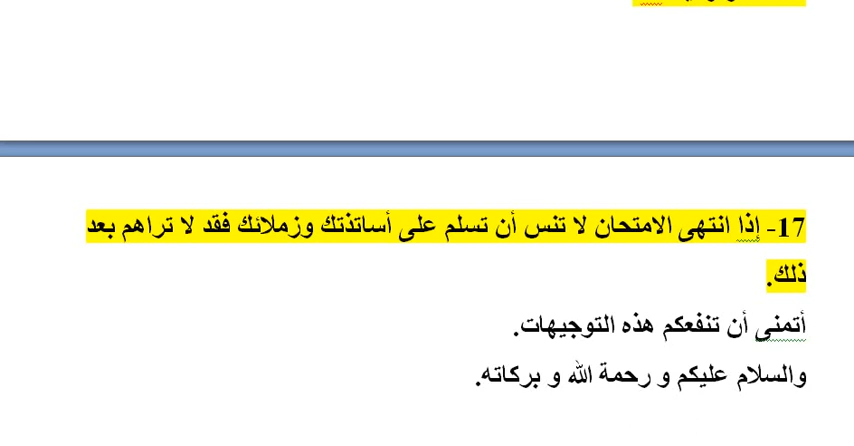 17- إذا انتهى الامتحان لا تنس أن تسلم على أساتذتك وزملائك فقد لا تراهم بعد
ذلك.
أتمنى أن تنفعكم هذه التوجيهات.
والسلام عليكم و رحمة الله و بركاته.